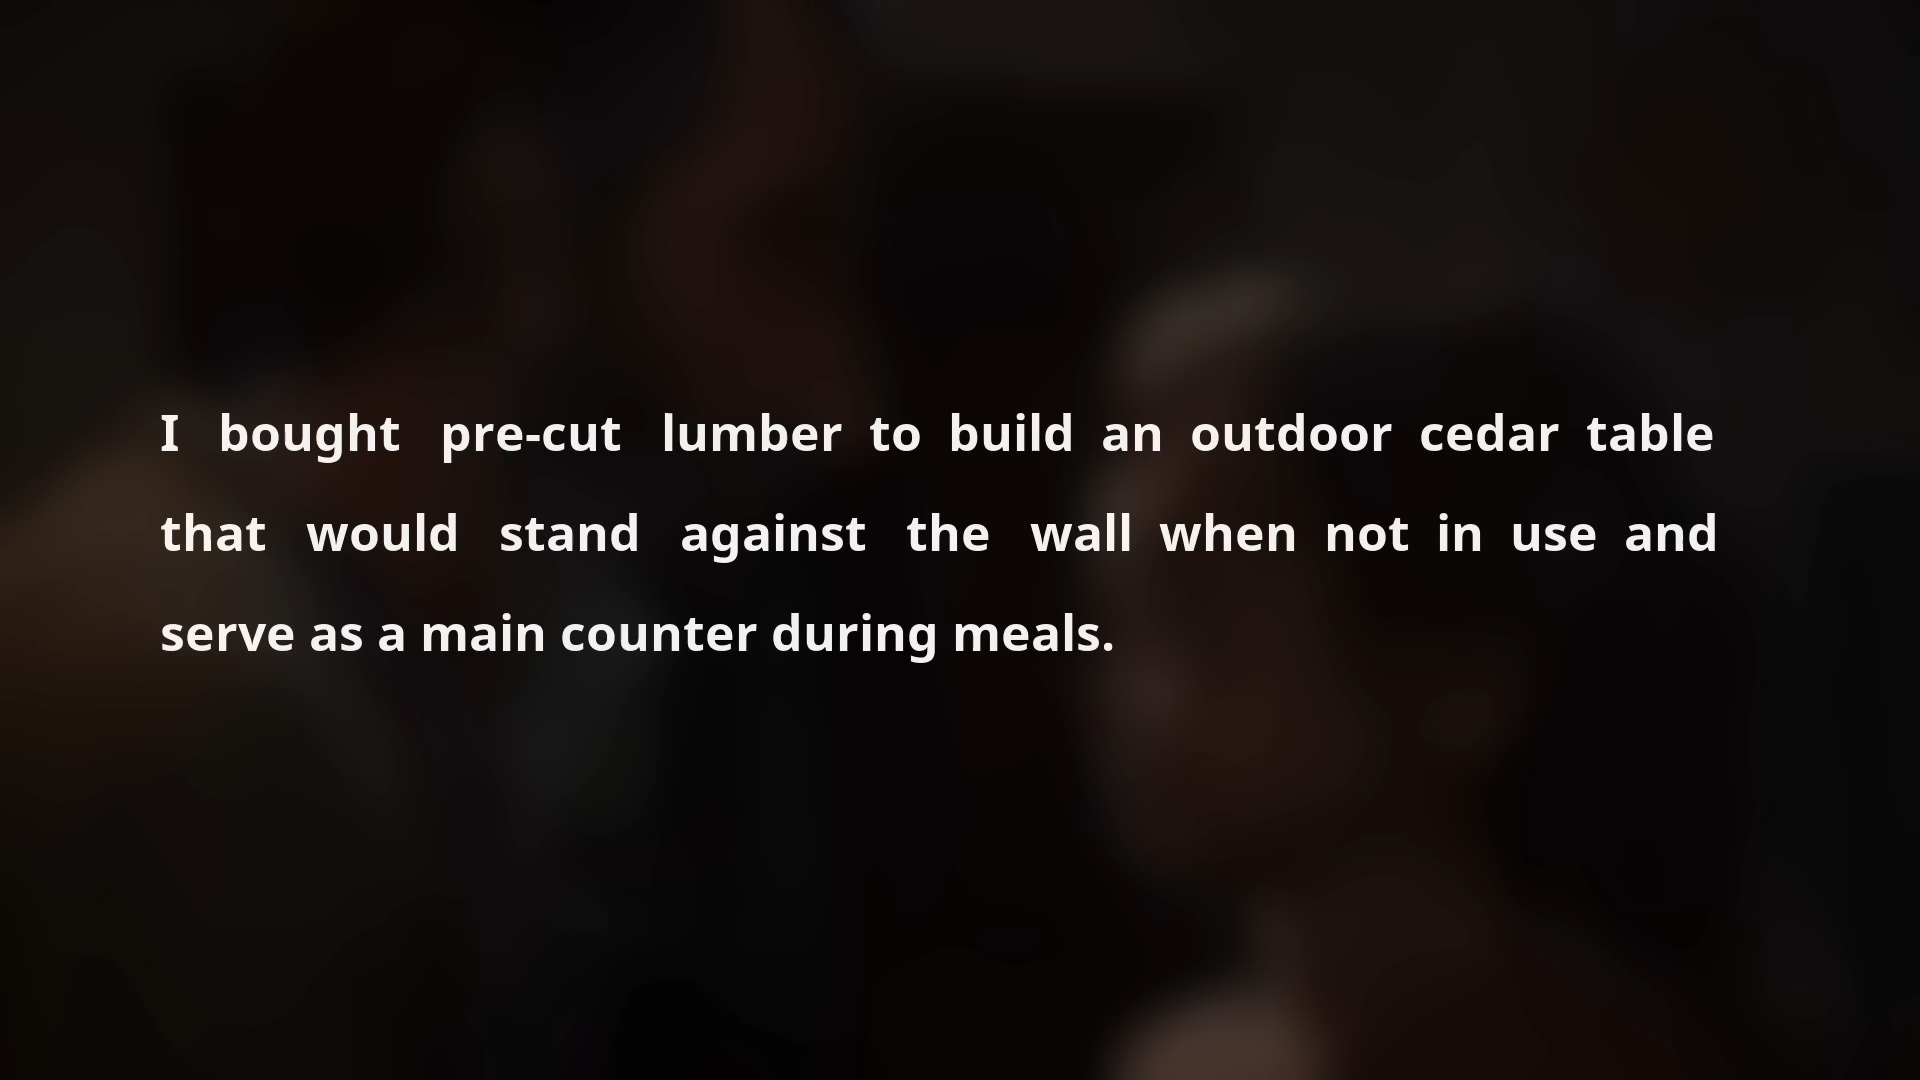 I bought pre-cut lumber to build an outdoor cedar table
that would stand against the wall when not in use and
serve as a main counter during meals.